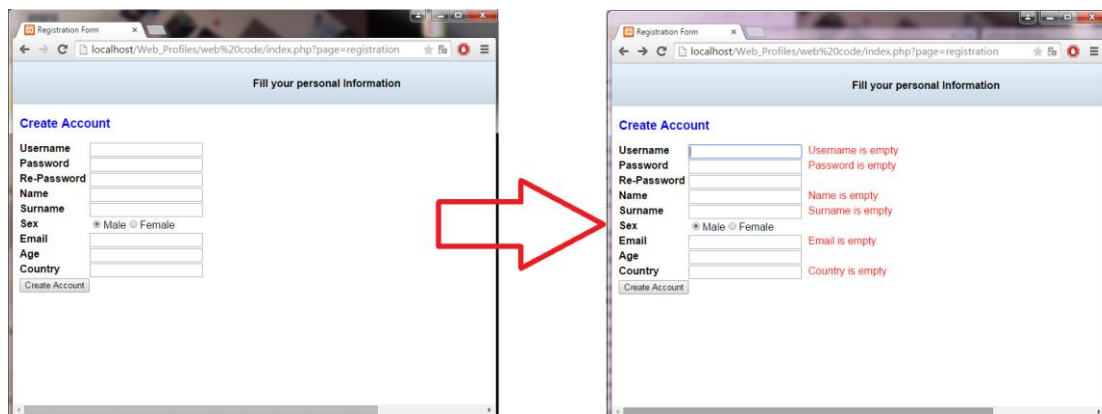 Registration Form
localhost/Web_Profiles/web%20code/index.php?page=registration
Fill your personal Information
Create Account
Username
Password
Re-Password
Name
Surname
Sex Male Female
Email
Age
Country
Create Account
Registration Form
localhost/Web_Profiles/web%20code/index.php?page=registration
Fill your personal Information
Create Account
Username Username is empty
Password Password is empty
Re-Password
Name Name is empty
Surname Surname is empty
Sex Male Female
Email Email is empty
Age
Country Country is empty
Create Account